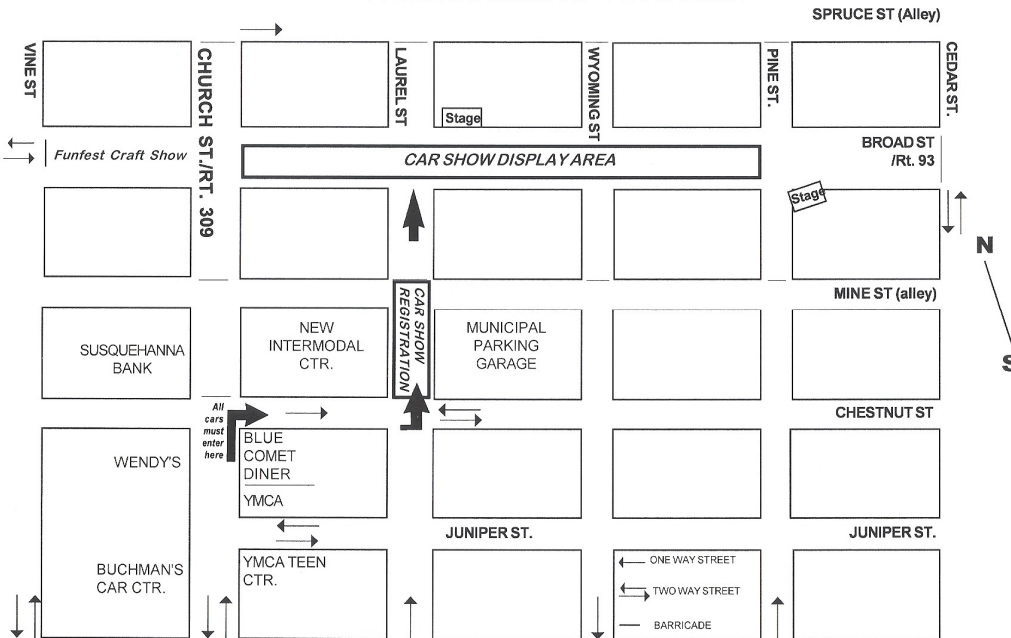 SPRUCE ST (Alley)
VINE ST
CHURCH ST./RT. 309
LAUREL ST
WYOMING ST
PINE ST.
CEDAR ST.
Stage
Funfest Craft Show
CAR SHOW DISPLAY AREA
BROAD ST
/Rt. 93
Stage
N
S
MINE ST (alley)
SUSQUEHANNA
BANK
NEW
INTERMODAL
CTR.
CAR SHOW
REGISTRATION
MUNICIPAL
PARKING
GARAGE
CHESTNUT ST
All
cars
must
enter
here
WENDY'S
BLUE
COMET
DINER
YMCA
JUNIPER ST.
JUNIPER ST.
BUCHMAN'S
CAR CTR.
YMCA TEEN
CTR.
ONE WAY STREET
TWO WAY STREET
BARRICADE